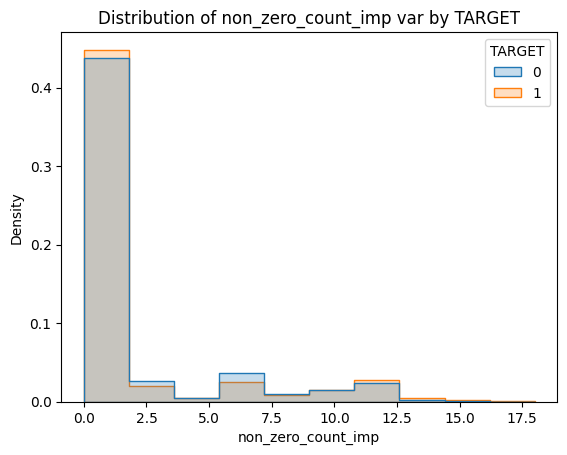 Distribution of non_zero_count_imp var by TARGET
TARGET
0
1
Density
0.4
0.3
0.2
0.1
0.0
0.0 2.5 5.0 7.5 10.0 12.5 15.0 17.5
non_zero_count_imp